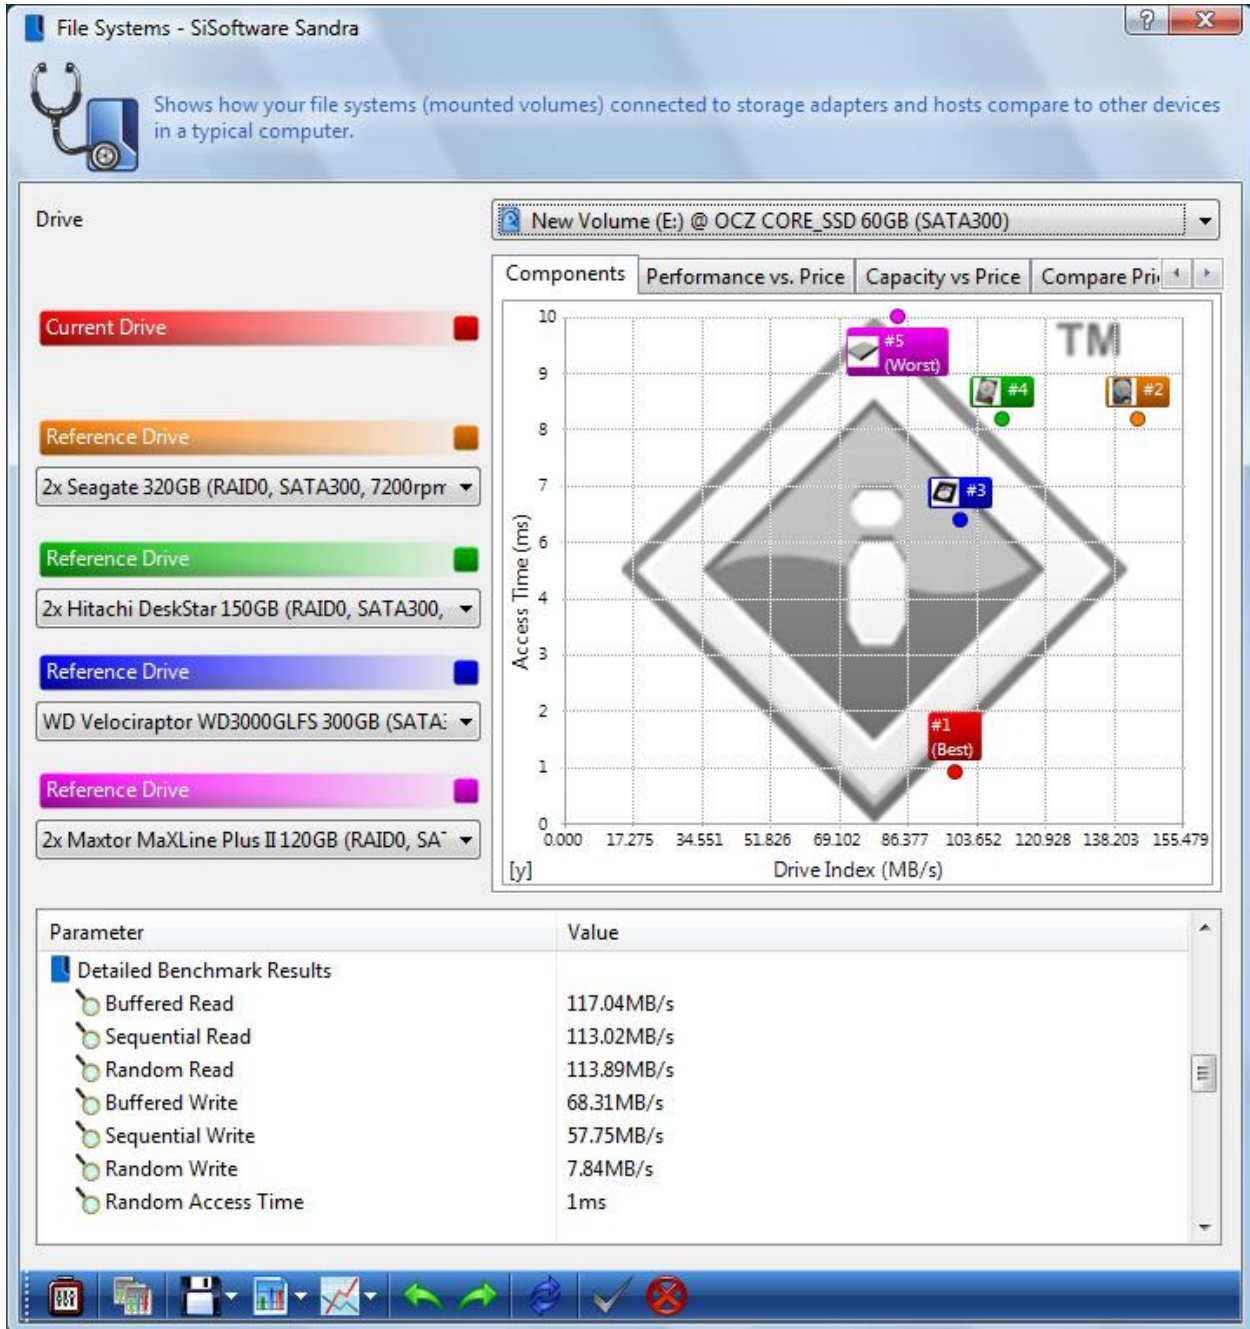 File Systems - SiSoftware Sandra
Shows how your file systems (mounted volumes) connected to storage adapters and hosts compare to other devices
in a typical computer.
Drive
New Volume (E:) @ OCZ CORE_SSD 60GB (SATA300)
Components
Performance vs. Price
Capacity vs Price
Compare Pri
Current Drive
Reference Drive
2x Seagate 320GB (RAID0, SATA300, 7200rpm
Reference Drive
2x Hitachi DeskStar 150GB (RAID0, SATA300,
Reference Drive
WD Velociraptor WD3000GLFS 300GB (SATA
Reference Drive
2x Maxtor MaXLine Plus II 120GB (RAID0, SA
TM
#5
(Worst)
#4
#2
#3
#1
(Best)
10
9
8
7
6
4
3
2
1
0
Access Time (ms)
0.000 17.275 34.551 51.826 69.102 86.377 103.652 120.928 138.203 155.479
Drive Index (MB/s)
[y]
Parameter Value
Detailed Benchmark Results
Buffered Read 117.04MB/s
Sequential Read 113.02MB/s
Random Read 113.89MB/s
Buffered Write 68.31MB/s
Sequential Write 57.75MB/s
Random Write 7.84MB/s
Random Access Time 1ms